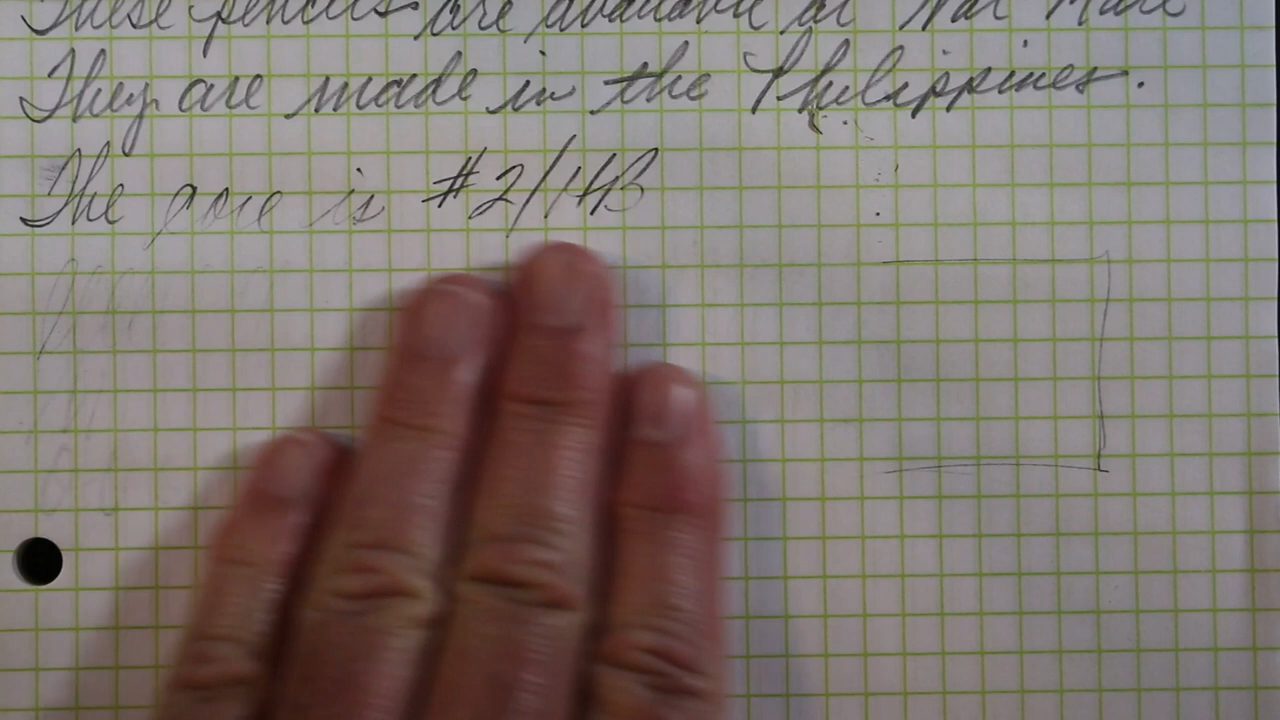 These pencils are available at Wal Mart
They are made in the Philippines.
The core is #2/HB